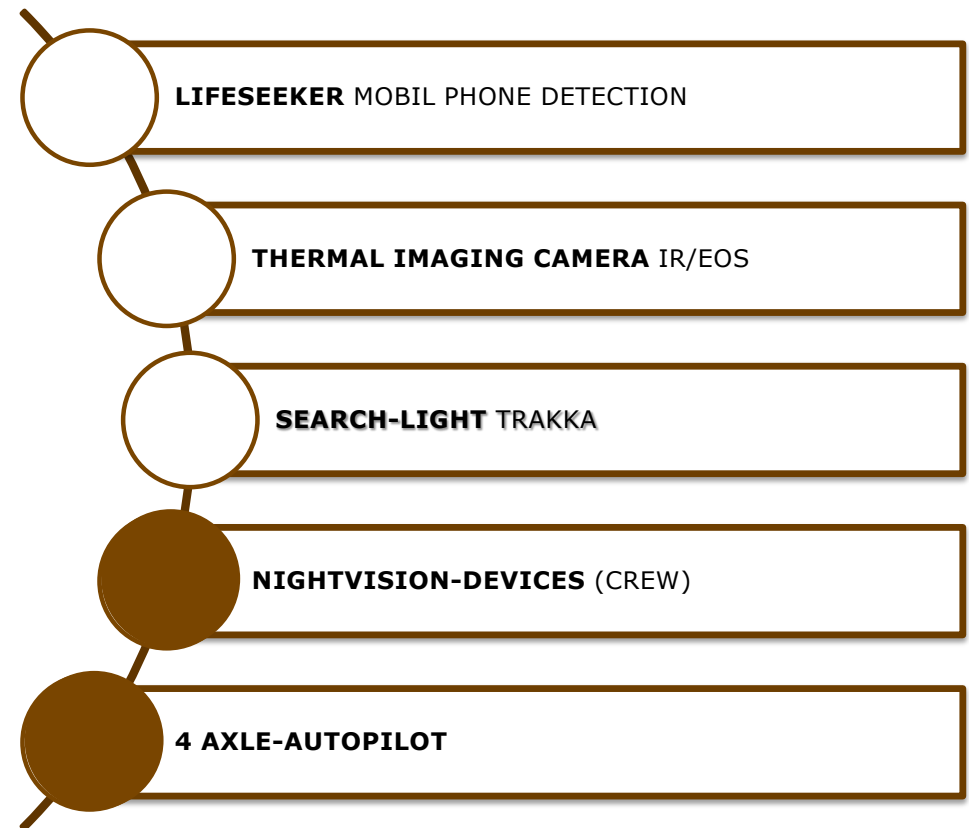 LIFESEEKER MOBIL PHONE DETECTION
THERMAL IMAGING CAMERA IR/EOS
SEARCH-LIGHT TRAKKA
NIGHTVISION-DEVICES (CREW)
4 AXLE-AUTOPILOT